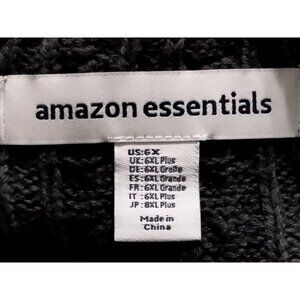 amazon essentials
US:6X
UK:6XL Plus
DE:6XL Große
ES:6XL Grande
FR:6XL Grande
IT :6XL Plus
JP :8XL Plus
Made in
China